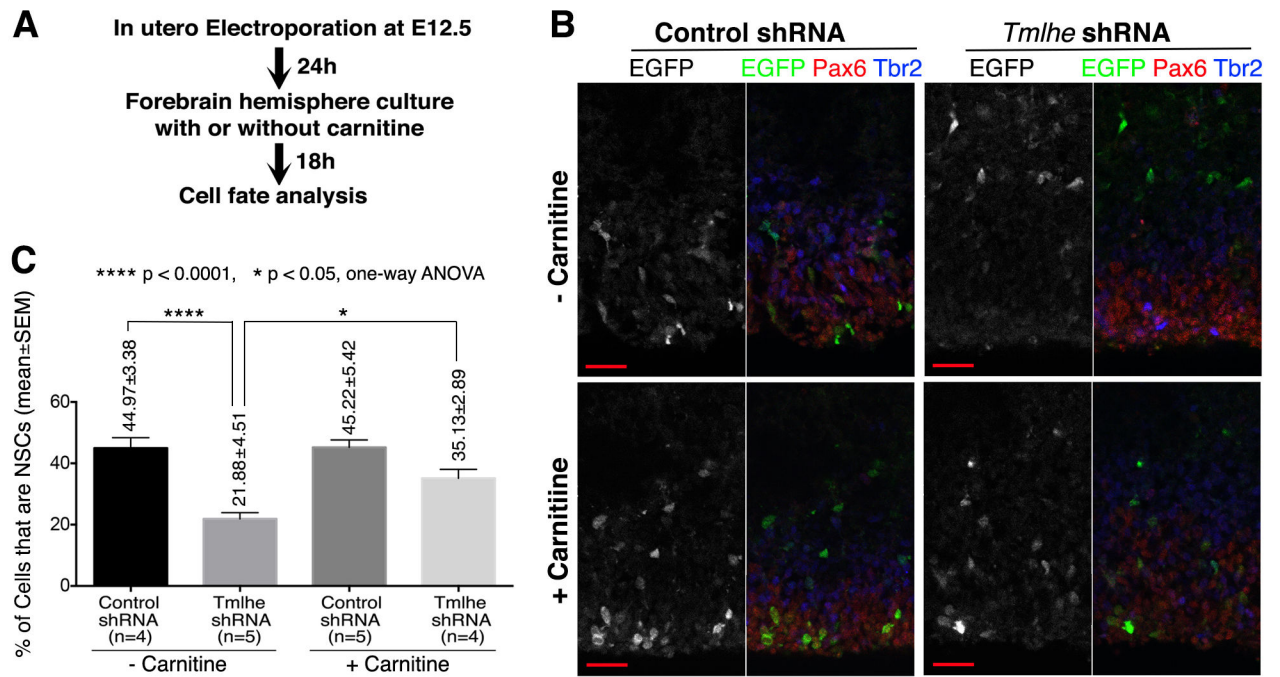 A
In utero Electroporation at E12.5
24h
Forebrain hemisphere culture
with or without carnitine
18h
Cell fate analysis
B
Control shRNA
Tmlhe shRNA
EGFP
EGFP Pax6 Tbr2
EGFP
EGFP Pax6 Tbr2
- Carnitine
+ Carnitiine
C
**** p < 0.0001, * p < 0.05, one-way ANOVA
****
*
% of Cells that are NSCs (mean±SEM)
60
40
20
0
44.97±3.38
21.88±4.51
45.22±5.42
35.13±2.89
Control
shRNA
(n=4)
Tmlhe
shRNA
(n=5)
Control
shRNA
(n=5)
Tmlhe
shRNA
(n=4)
- Carnitine
+ Carnitine